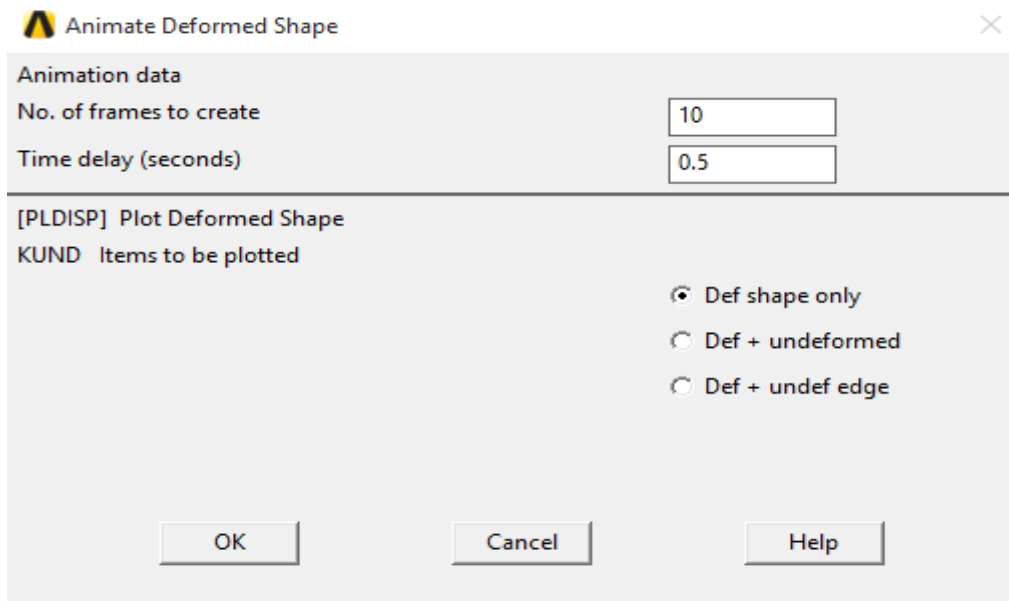 Animate Deformed Shape
Animation data
No. of frames to create
10
Time delay (seconds)
0.5
[PLDISP] Plot Deformed Shape
KUND Items to be plotted
Def shape only
Def + undeformed
Def + undef edge
OK
Cancel
Help